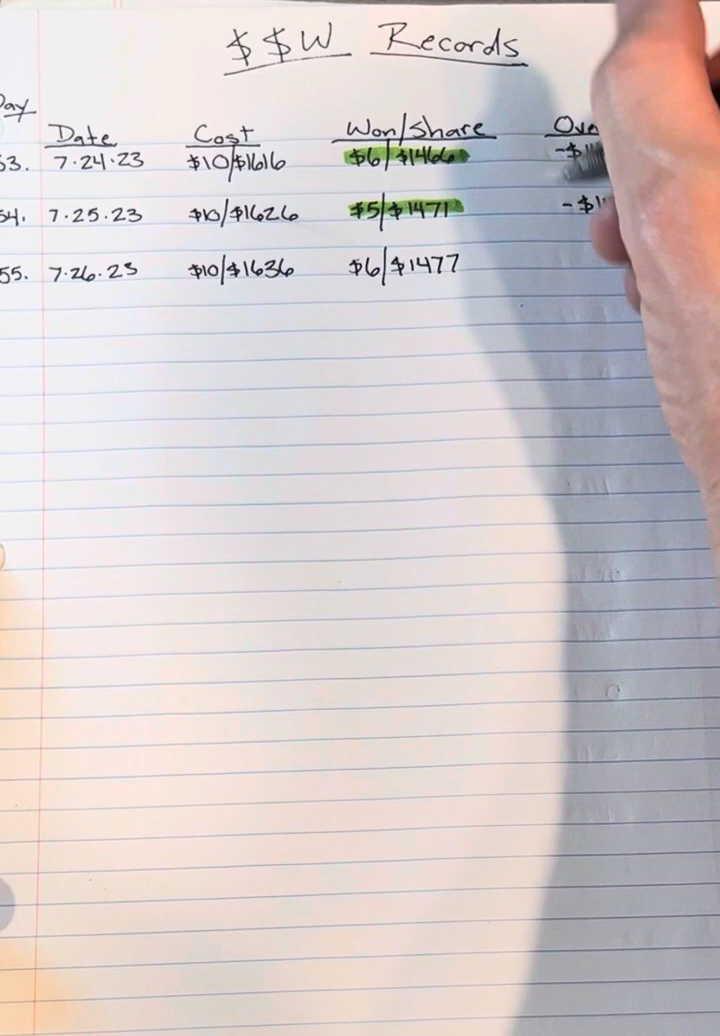 $$W Records
Day Date Cost Won/Share
53. 7.24.23 $10/$1616 $6/$1466
54. 7.25.23 $10/$1626 $5/$1471
55. 7.26.23 $10/$1636 $6/$1477